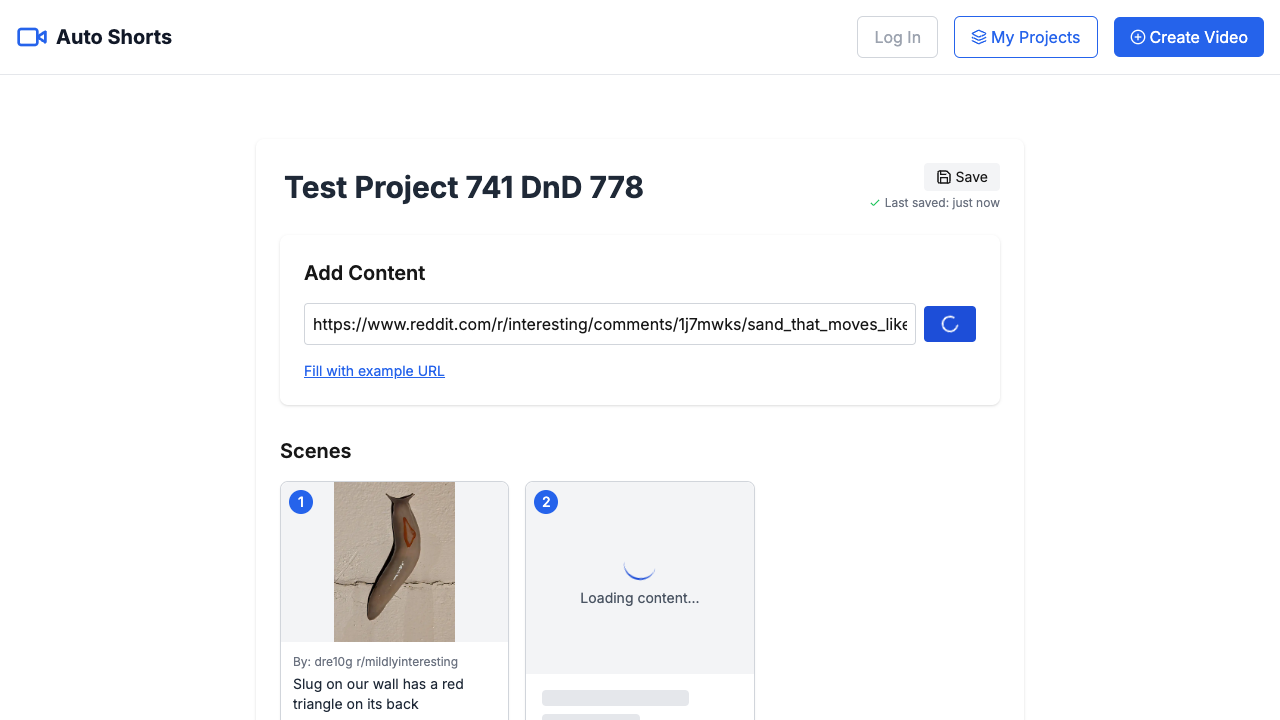 Auto Shorts
Log In
My Projects
Create Video
Test Project 741 DnD 778
Save
Last saved: just now
Add Content
https://www.reddit.com/r/interesting/comments/1j7mwks/sand_that_moves_like
Fill with example URL
Scenes
1
2
Loading content...
By: dre10g r/mildlyinteresting
Slug on our wall has a red
triangle on its back